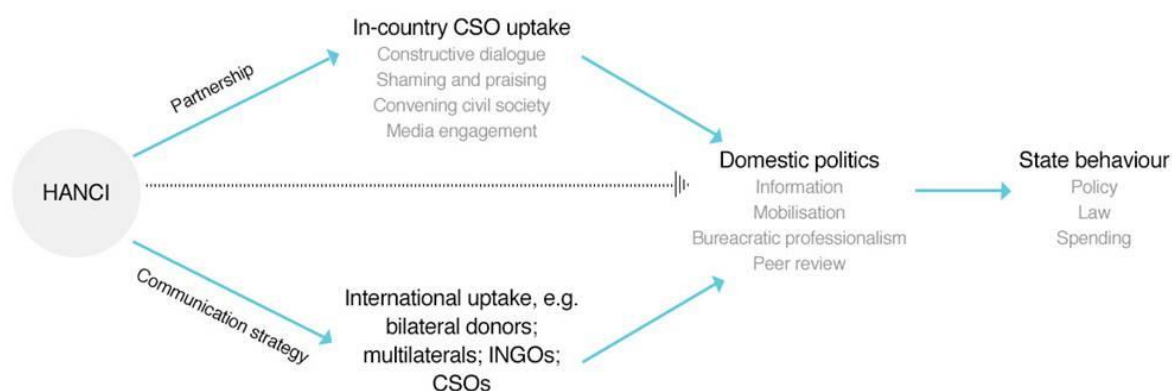 HANCI
Partnership
In-country CSO uptake
Constructive dialogue
Shaming and praising
Convening civil society
Media engagement
Communication strategy
International uptake, e.g.
bilateral donors;
multilaterals; INGOs;
CSOs
Domestic politics
Information
Mobilisation
Bureacratic professionalism
Peer review
State behaviour
Policy
Law
Spending